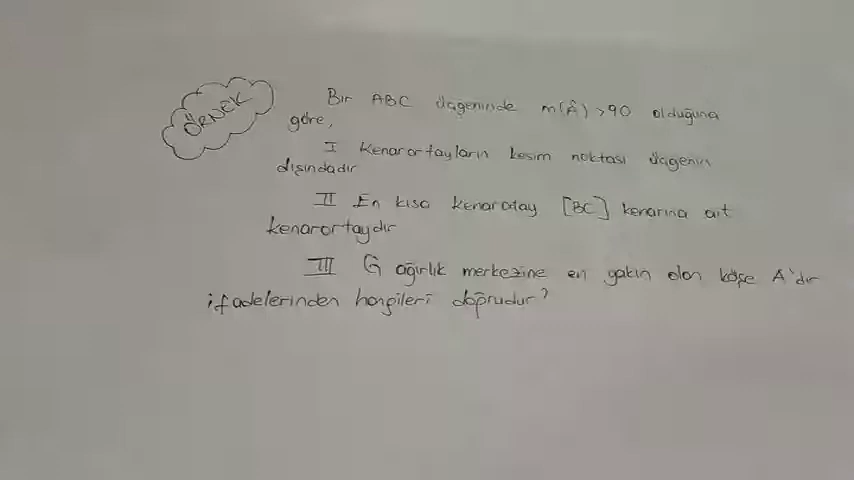 ÖRNEK
Bir ABC üçgeninde m(Â) >90 olduğuna
göre,
I Kenarortayların kesim noktası üçgenin
dışındadır
II En kısa kenarortay [BC] kenarına ait
kenarortaydır
III G ağırlık merkezine en yakın olan köşe A'dır
ifadelerinden hangileri doğrudur?